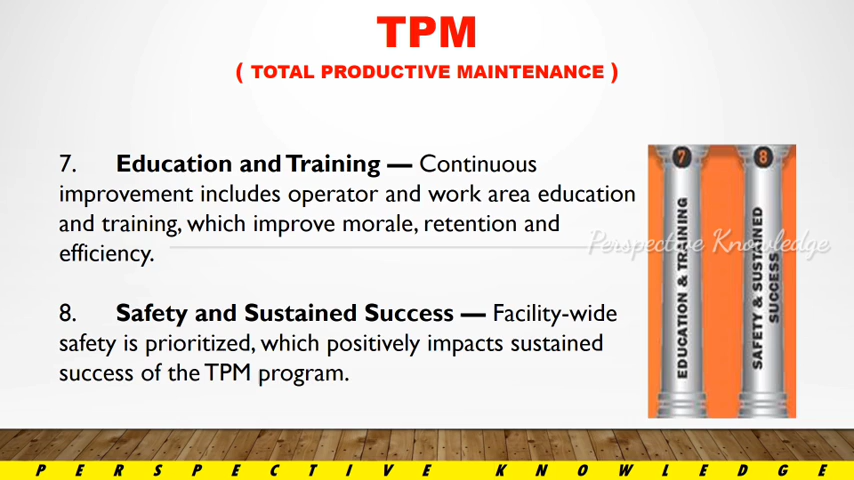 TPM
( TOTAL PRODUCTIVE MAINTENANCE )
7. Education and Training — Continuous
improvement includes operator and work area education
and training, which improve morale, retention and
efficiency.
8. Safety and Sustained Success — Facility-wide
safety is prioritized, which positively impacts sustained
success of the TPM program.
7
EDUCATION & TRAINING
8
SAFETY & SUSTAINED
SUCCESS
Perspective Knowledge
PERSPECTIVE KNOWLEDGE